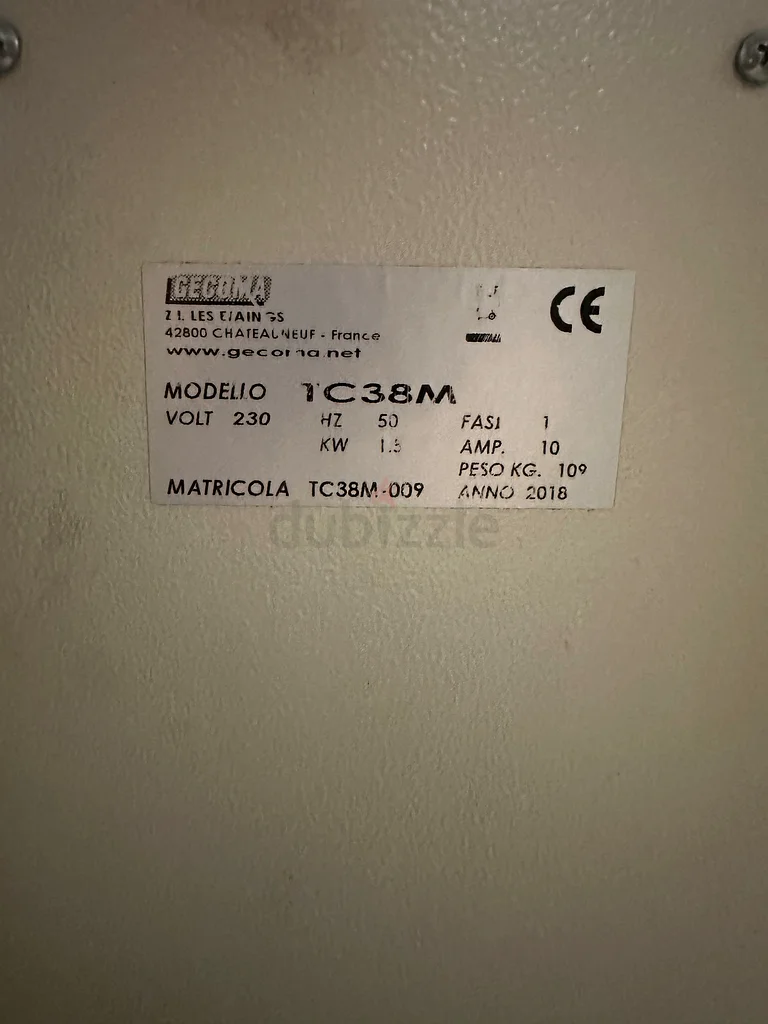 GECOMA
Z.I. LES
42800 CHATEAUNEUF - France
www.gecoma.net
CE
MODELLO TC38M
VOLT 230 HZ 50 FASI 1
KW 1.5 AMP. 10
PESO KG. 109
MATRICOLA TC38M-009 ANNO 2018
dubizzle